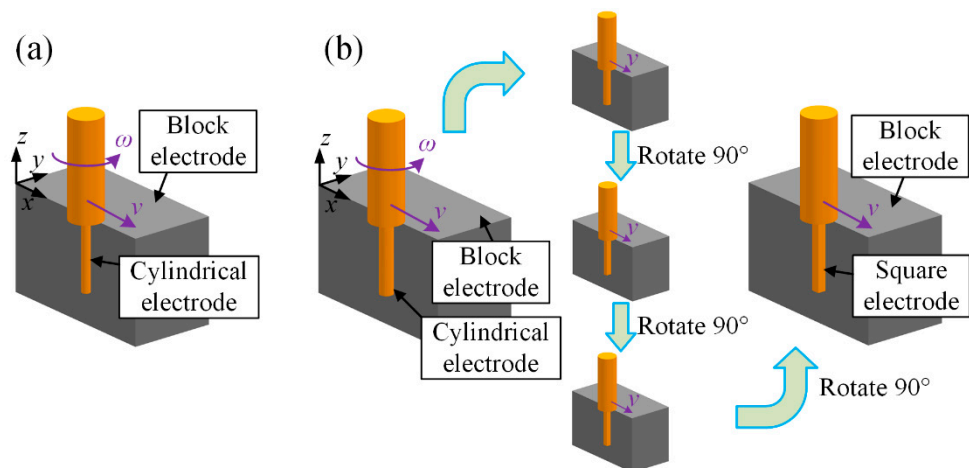 (a)
z
y
x
ω
v
Block
electrode
Cylindrical
electrode
(b)
z
y
x
ω
v
Block
electrode
Cylindrical
electrode
v
Rotate 90°
v
Rotate 90°
v
Rotate 90°
v
Block
electrode
Square
electrode